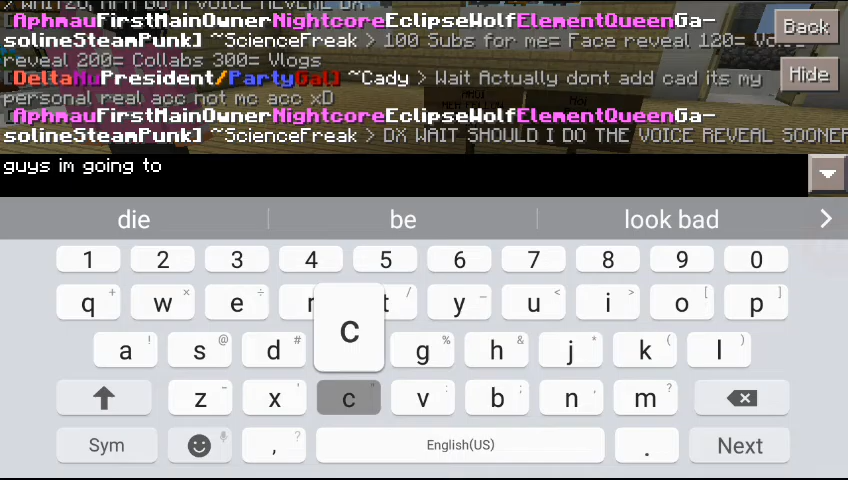 [AphmauFirstMainOwnerNightcoreEclipseWolfElementQueenGa-
solineSteamPunk] ~ScienceFreak > 100 Subs for me= Face reveal 120= Voice
reveal 200= Collabs 300= Vlogs
[DeltaNuPresident/PartyGal] ~Cady > Wait Actually dont add cad its my
personal real acc not mc acc xD
[AphmauFirstMainOwnerNightcoreEclipseWolfElementQueenGa-
solineSteamPunk] ~ScienceFreak > DX WAIT SHOULD I DO THE VOICE REVEAL SOONER
Back
Hide
guys im going to
die be look bad
1 2 3 4 5 6 7 8 9 0
q + w × e ÷ r t / y _ u < i > o [ p ]
c
a ! s @ d # g % h & j * k ( l )
z - x ' c " v : b ; n , m ?
Sym , ? English(US) . Next